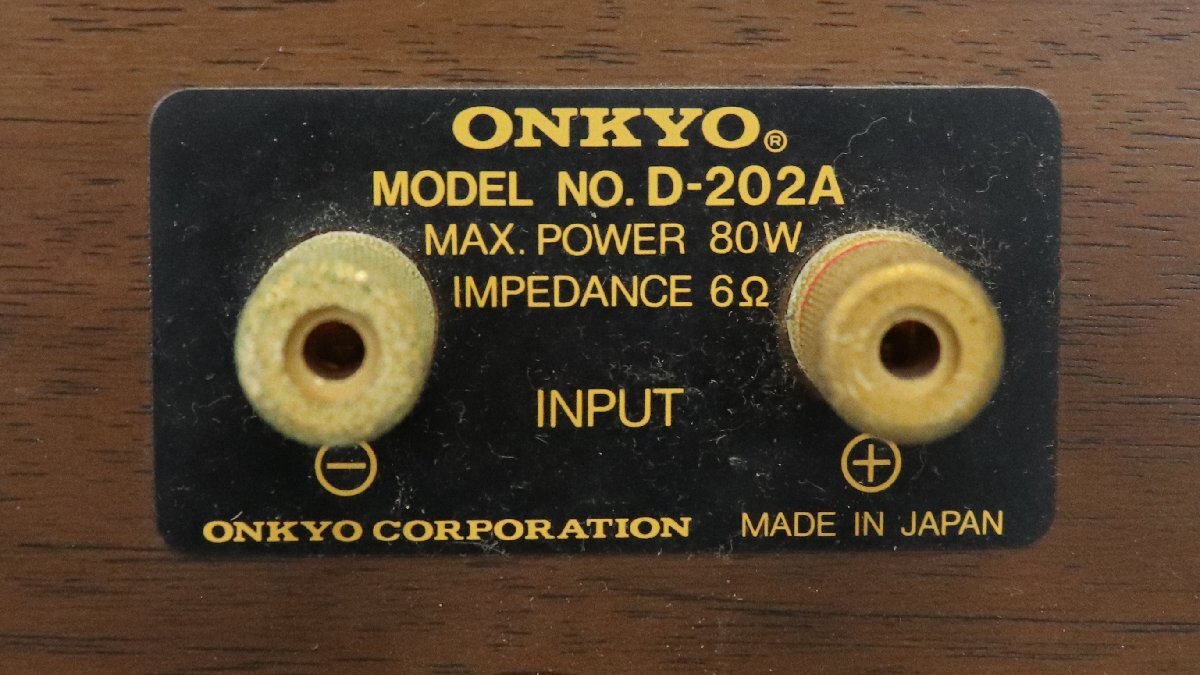 ONKYO®
MODEL NO. D-202A
MAX. POWER 80W
IMPEDANCE 6Ω
INPUT
⊖ ⊕
ONKYO CORPORATION MADE IN JAPAN